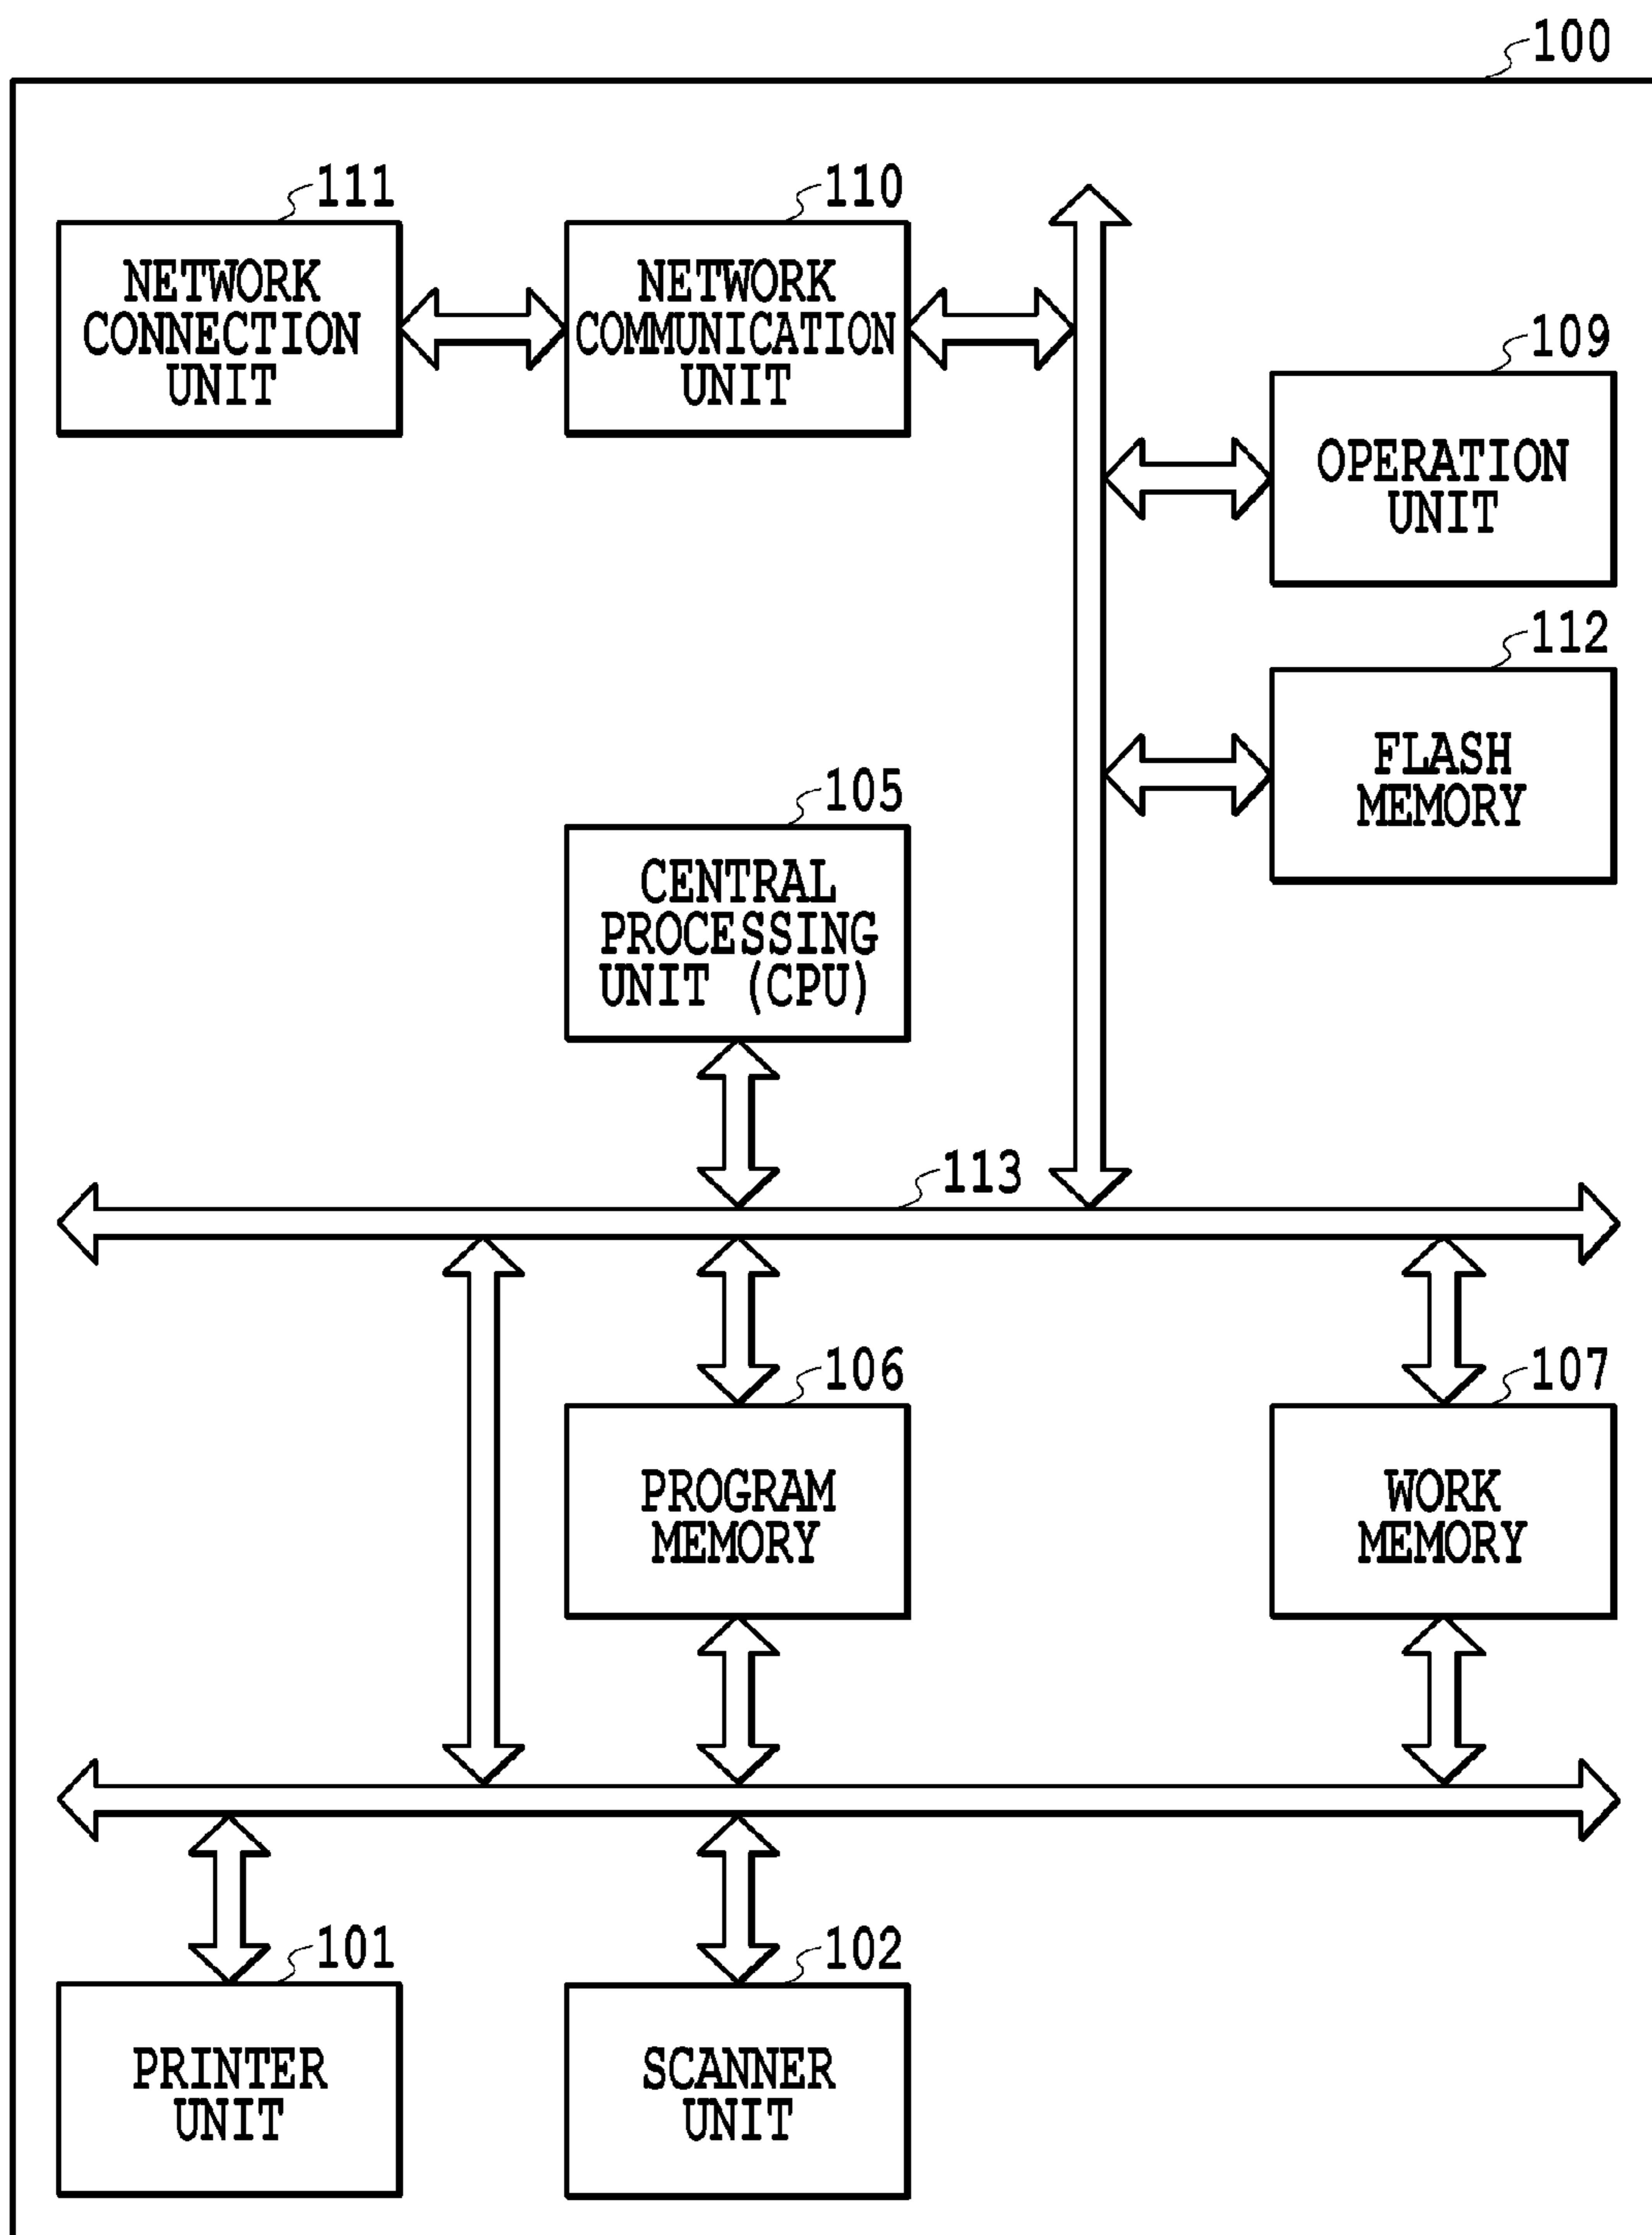 100
111
NETWORK
CONNECTION
UNIT
110
NETWORK
COMMUNICATION
UNIT
109
OPERATION
UNIT
112
FLASH
MEMORY
105
CENTRAL
PROCESSING
UNIT (CPU)
113
106
PROGRAM
MEMORY
107
WORK
MEMORY
101
PRINTER
UNIT
102
SCANNER
UNIT